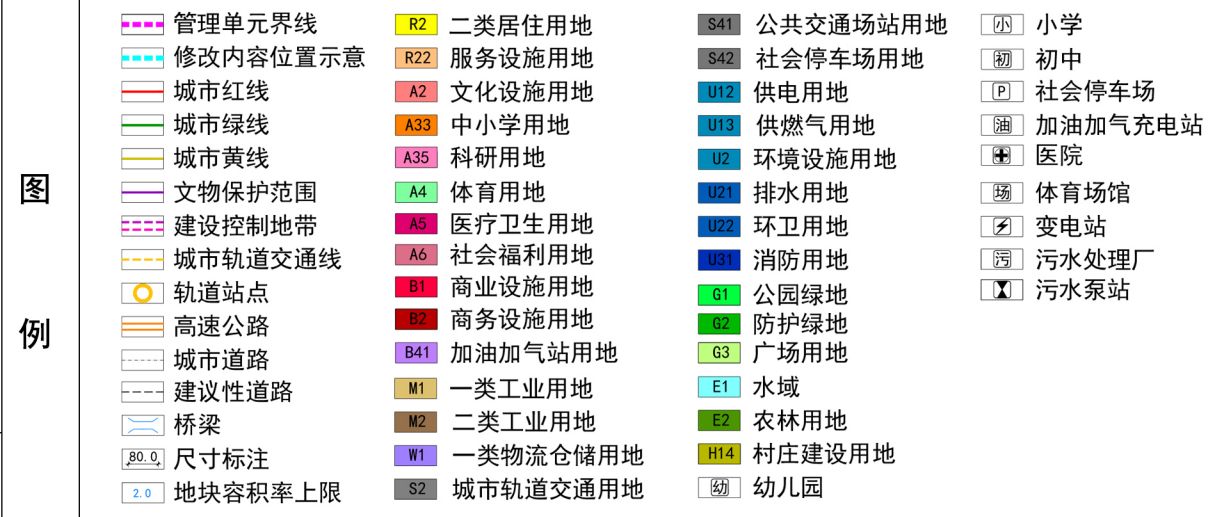 图例
管理单元界线
修改内容位置示意
城市红线
城市绿线
城市黄线
文物保护范围
建设控制地带
城市轨道交通线
轨道站点
高速公路
城市道路
建议性道路
桥梁
80.0 尺寸标注
2.0 地块容积率上限
R2 二类居住用地
R22 服务设施用地
A2 文化设施用地
A33 中小学用地
A35 科研用地
A4 体育用地
A5 医疗卫生用地
A6 社会福利用地
B1 商业设施用地
B2 商务设施用地
B41 加油加气站用地
M1 一类工业用地
M2 二类工业用地
W1 一类物流仓储用地
S2 城市轨道交通用地
S41 公共交通场站用地
S42 社会停车场用地
U12 供电用地
U13 供燃气用地
U2 环境设施用地
U21 排水用地
U22 环卫用地
U31 消防用地
G1 公园绿地
G2 防护绿地
G3 广场用地
E1 水域
E2 农林用地
H14 村庄建设用地
幼 幼儿园
小 小学
初 初中
P 社会停车场
油 加油加气充电站
医院
场 体育场馆
变电站
污 污水处理厂
污水泵站